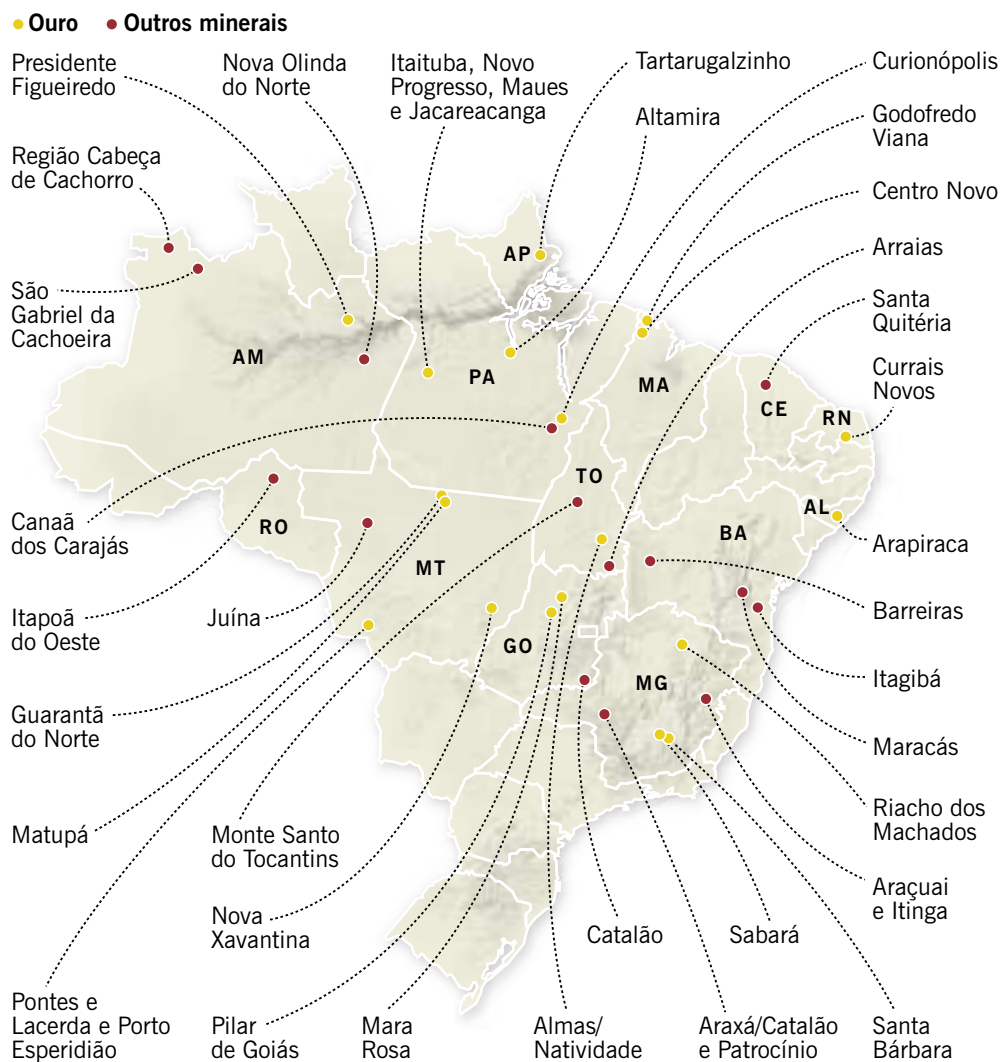 Ouro Outros minerais
Presidente
Figueiredo
Nova Olinda
do Norte
Itaituba, Novo
Progresso, Maues
e Jacareacanga
Tartarugalzinho
Curionópolis
Altamira
Godofredo
Viana
Região Cabeça
de Cachorro
Centro Novo
Arraias
São
Gabriel da
Cachoeira
Santa
Quitéria
Currais
Novos
AP
AM
PA
MA
CE
RN
TO
AL
RO
BA
MT
GO
MG
Canaã
dos Carajás
Arapiraca
Itapoã
do Oeste
Juína
Barreiras
Itagibá
Guarantã
do Norte
Maracás
Matupá
Monte Santo
do Tocantins
Riacho dos
Machados
Nova
Xavantina
Catalão
Sabará
Araçuai
e Itinga
Pontes e
Lacerda e Porto
Esperidião
Pilar
de Goiás
Mara
Rosa
Almas/
Natividade
Araxá/Catalão
e Patrocínio
Santa
Bárbara